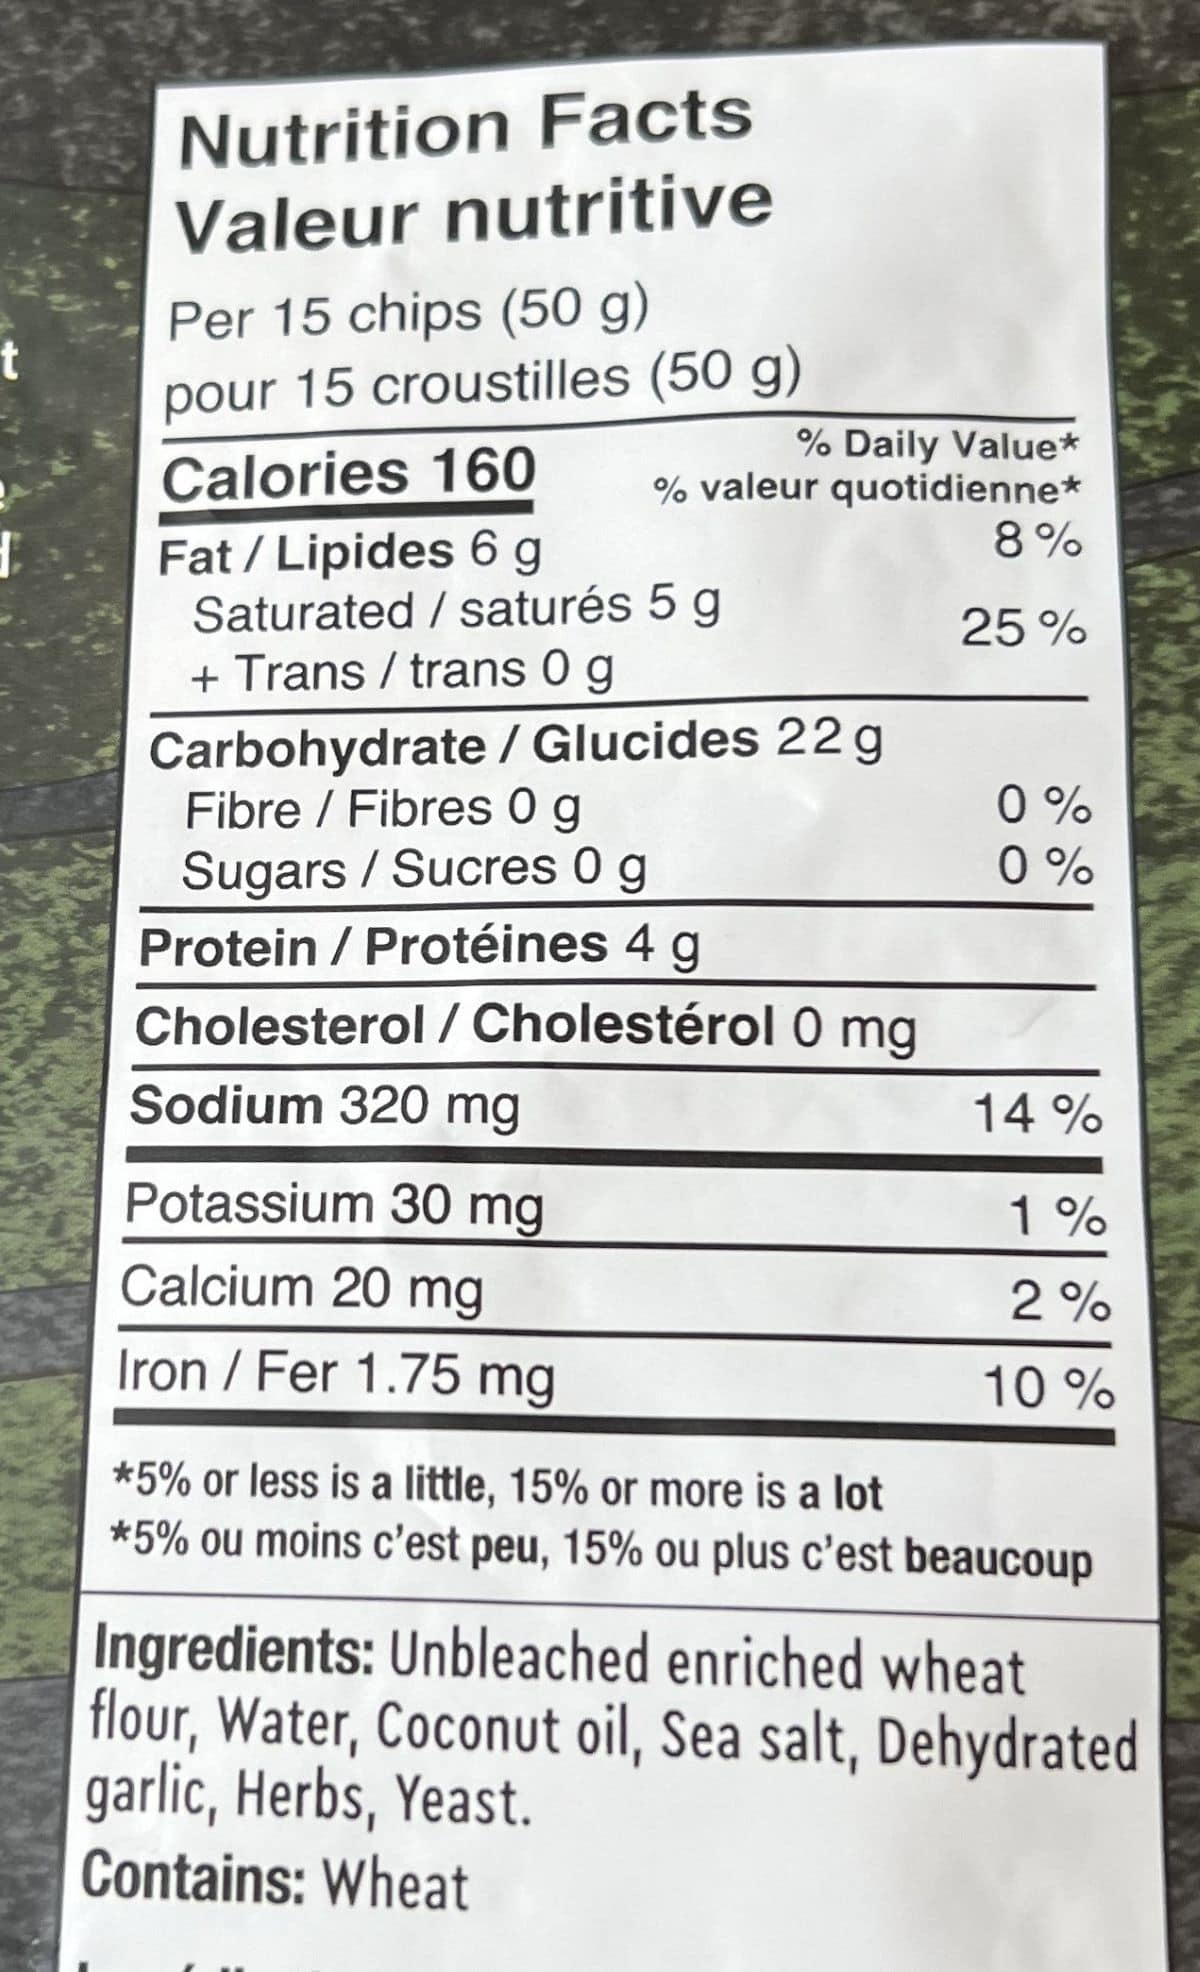 Nutrition Facts
Valeur nutritive
Per 15 chips (50 g)
pour 15 croustilles (50 g)
% Daily Value*
Calories 160
% valeur quotidienne*
Fat / Lipides 6 g 8 %
Saturated / saturés 5 g
+ Trans / trans 0 g 25 %
Carbohydrate / Glucides 22 g
Fibre / Fibres 0 g 0 %
Sugars / Sucres 0 g 0 %
Protein / Protéines 4 g
Cholesterol / Cholestérol 0 mg
Sodium 320 mg 14 %
Potassium 30 mg 1 %
Calcium 20 mg 2 %
Iron / Fer 1.75 mg 10 %
*5% or less is a little, 15% or more is a lot
*5% ou moins c'est peu, 15% ou plus c'est beaucoup
Ingredients: Unbleached enriched wheat
flour, Water, Coconut oil, Sea salt, Dehydrated
garlic, Herbs, Yeast.
Contains: Wheat